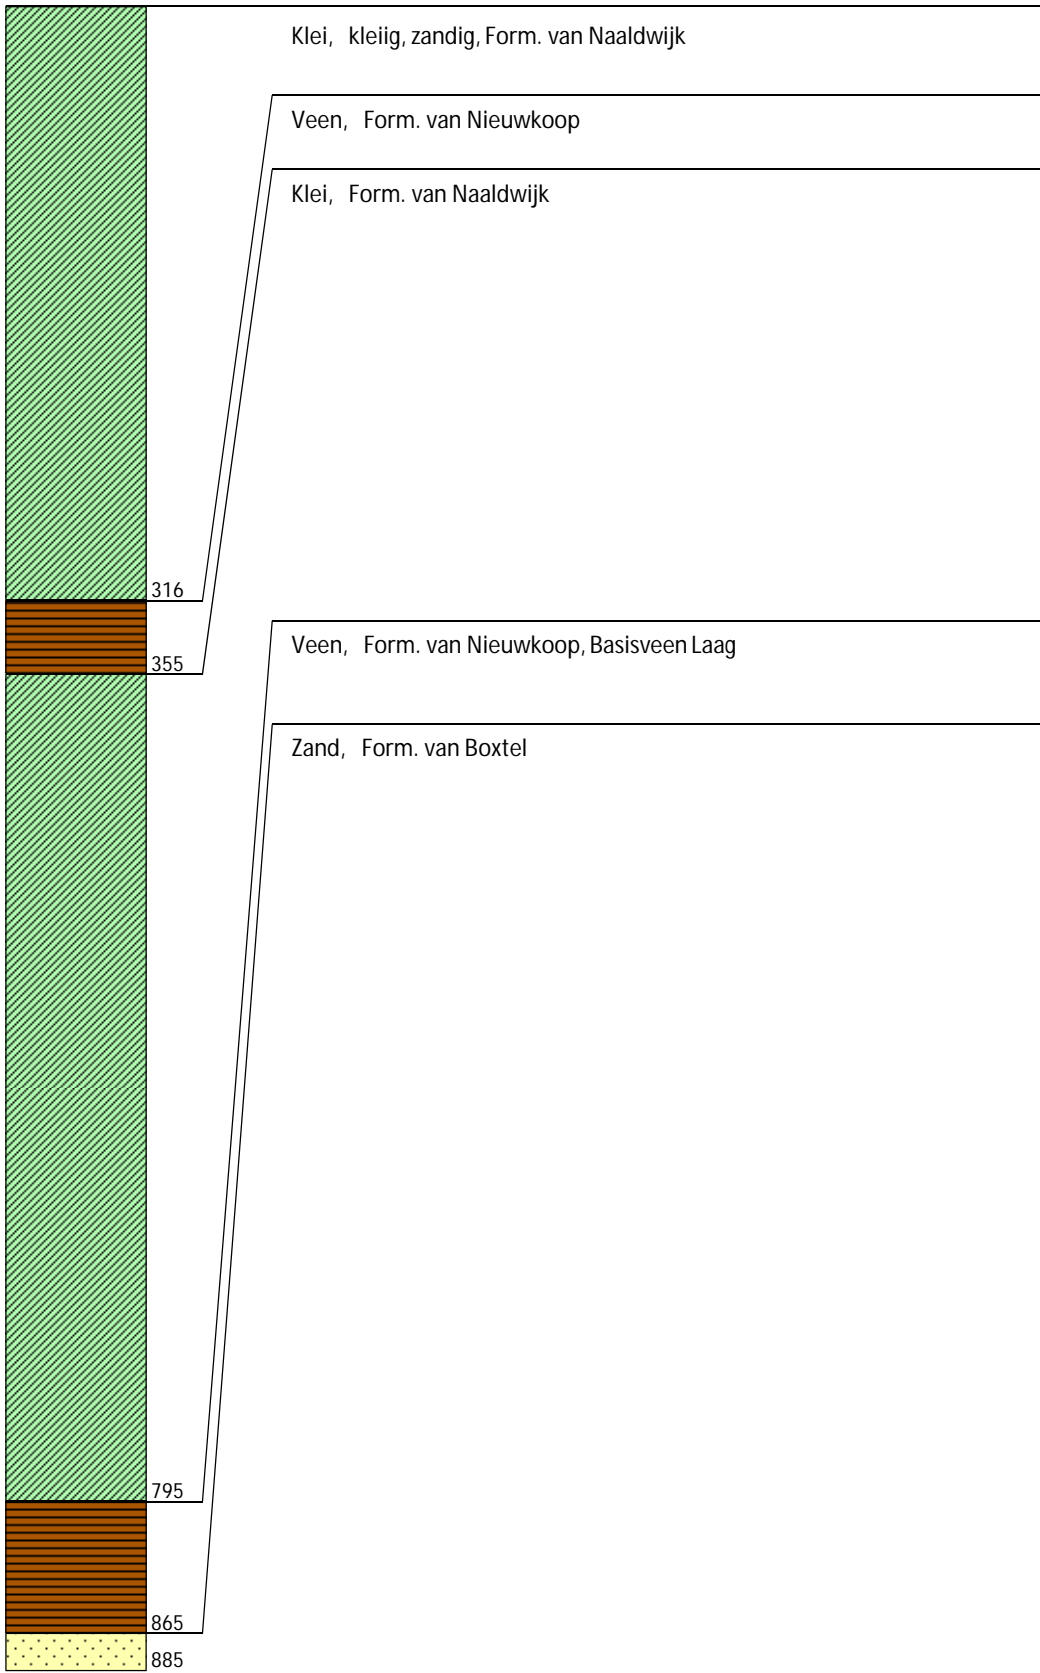 Klei, kleiig, zandig, Form. van Naaldwijk
Veen, Form. van Nieuwkoop
Klei, Form. van Naaldwijk
316
355
Veen, Form. van Nieuwkoop, Basisveen Laag
Zand, Form. van Boxtel
795
865
885